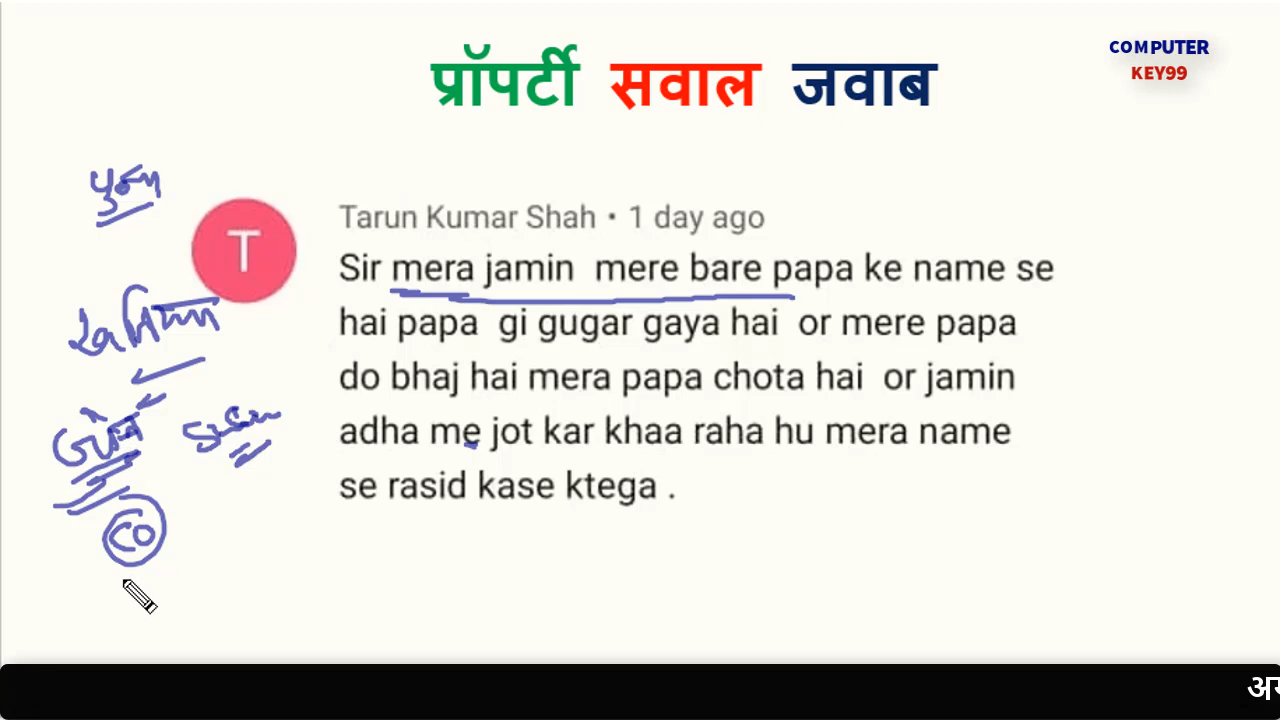 प्रॉपर्टी सवाल जवाब
COMPUTER
KEY99
Tarun Kumar Shah • 1 day ago
Sir mera jamin mere bare papa ke name se
hai papa gi gugar gaya hai or mere papa
do bhaj hai mera papa chota hai or jamin
adha me jot kar khaa raha hu mera name
se rasid kase ktega .
CO